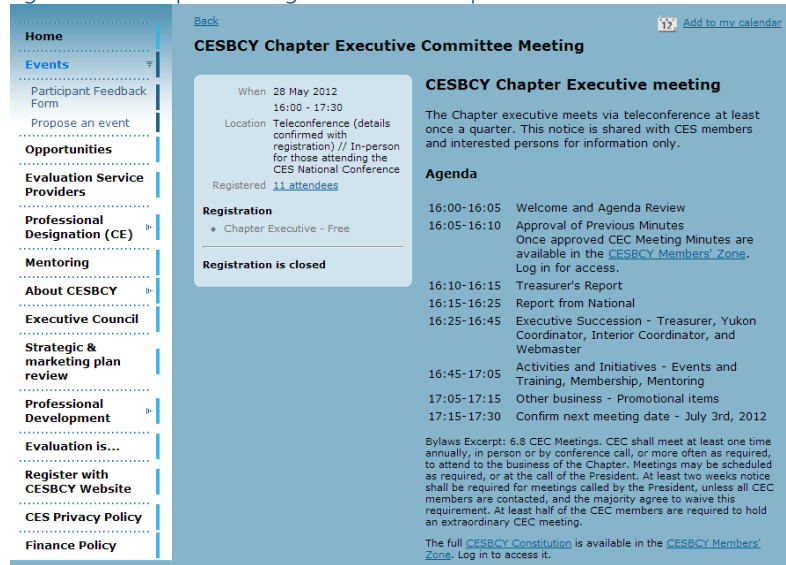 Home
Events
Participant Feedback
Form
Propose an event
Opportunities
Evaluation Service
Providers
Professional
Designation (CE)
Mentoring
About CESBCY
Executive Council
Strategic &
marketing plan
review
Professional
Development
Evaluation is...
Register with
CESBCY Website
CES Privacy Policy
Finance Policy
Back
12
Add to my calendar
CESBCY Chapter Executive Committee Meeting
When 28 May 2012
16:00 - 17:30
Location Teleconference (details
confirmed with
registration) // In-person
for those attending the
CES National Conference
Registered 11 attendees
Registration
• Chapter Executive - Free
Registration is closed
CESBCY Chapter Executive meeting
The Chapter executive meets via teleconference at least
once a quarter. This notice is shared with CES members
and interested persons for information only.
Agenda
16:00-16:05 Welcome and Agenda Review
16:05-16:10 Approval of Previous Minutes
Once approved CEC Meeting Minutes are
available in the CESBCY Members' Zone.
Log in for access.
16:10-16:15 Treasurer's Report
16:15-16:25 Report from National
16:25-16:45 Executive Succession - Treasurer, Yukon
Coordinator, Interior Coordinator, and
Webmaster
16:45-17:05 Activities and Initiatives - Events and
Training, Membership, Mentoring
17:05-17:15 Other business - Promotional items
17:15-17:30 Confirm next meeting date - July 3rd, 2012
Bylaws Excerpt: 6.8 CEC Meetings. CEC shall meet at least one time
annually, in person or by conference call, or more often as required,
to attend to the business of the Chapter. Meetings may be scheduled
as required, or at the call of the President. At least two weeks notice
shall be required for meetings called by the President, unless all CEC
members are contacted, and the majority agree to waive this
requirement. At least half of the CEC members are required to hold
an extraordinary CEC meeting.
The full CESBCY Constitution is available in the CESBCY Members'
Zone. Log in to access it.